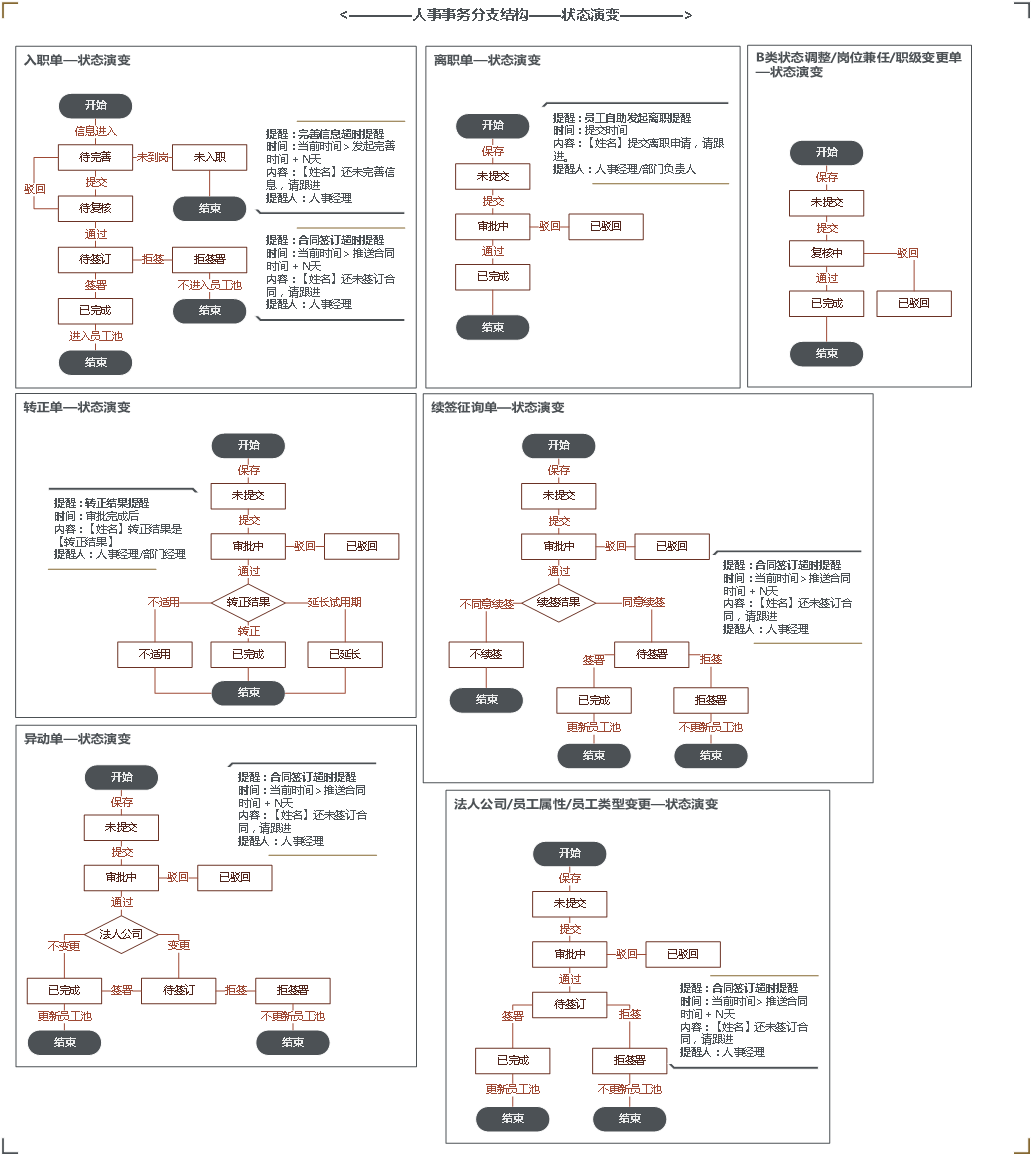 <————人事事务分支结构——状态演变————>
入职单—状态演变
开始
信息进入
待完善
未到岗
未入职
驳回
提交
待复核
结束
通过
待签订
拒签
拒签署
签署
不进入员工池
已完成
结束
进入员工池
结束
提醒：完善信息超时提醒
时间：当前时间＞发起完善
时间 + N天
内容：【姓名】还未完善信
息，请跟进
提醒人：人事经理
提醒：合同签订超时提醒
时间：当前时间＞推送合同
时间 + N天
内容：【姓名】还未签订合
同，请跟进
提醒人：人事经理
离职单—状态演变
开始
保存
未提交
提交
审批中
驳回
已驳回
通过
已完成
结束
提醒：员工自助发起离职提醒
时间：提交时间
内容：【姓名】提交离职申请，请跟
进。
提醒人：人事经理/部门负责人
B类状态调整/岗位兼任/职级变更单
—状态演变
开始
保存
未提交
提交
复核中
驳回
通过
已完成
已驳回
结束
转正单—状态演变
开始
保存
未提交
提交
审批中
驳回
已驳回
通过
不适用
转正结果
延长试用期
转正
不适用
已完成
已延长
结束
提醒：转正结果提醒
时间：审批完成后
内容：【姓名】转正结果是
【转正结果】
提醒人：人事经理/部门经理
续签征询单—状态演变
开始
保存
未提交
提交
审批中
驳回
已驳回
通过
不同意续签
续签结果
同意续签
不续签
待签署
签署
拒签
结束
已完成
拒签署
更新员工池
不更新员工池
结束
结束
提醒：合同签订超时提醒
时间：当前时间＞推送合同
时间 + N天
内容：【姓名】还未签订合
同，请跟进
提醒人：人事经理
异动单—状态演变
开始
保存
未提交
提交
审批中
驳回
已驳回
通过
法人公司
不变更
变更
已完成
签署
待签订
拒签
拒签署
更新员工池
不更新员工池
结束
结束
提醒：合同签订超时提醒
时间：当前时间＞推送合同
时间 + N天
内容：【姓名】还未签订合
同，请跟进
提醒人：人事经理
法人公司/员工属性/员工类型变更—状态演变
开始
保存
未提交
提交
审批中
驳回
已驳回
通过
待签订
签署
拒签
已完成
拒签署
更新员工池
不更新员工池
结束
结束
提醒：合同签订超时提醒
时间：当前时间＞推送合同
时间 + N天
内容：【姓名】还未签订合
同，请跟进
提醒人：人事经理